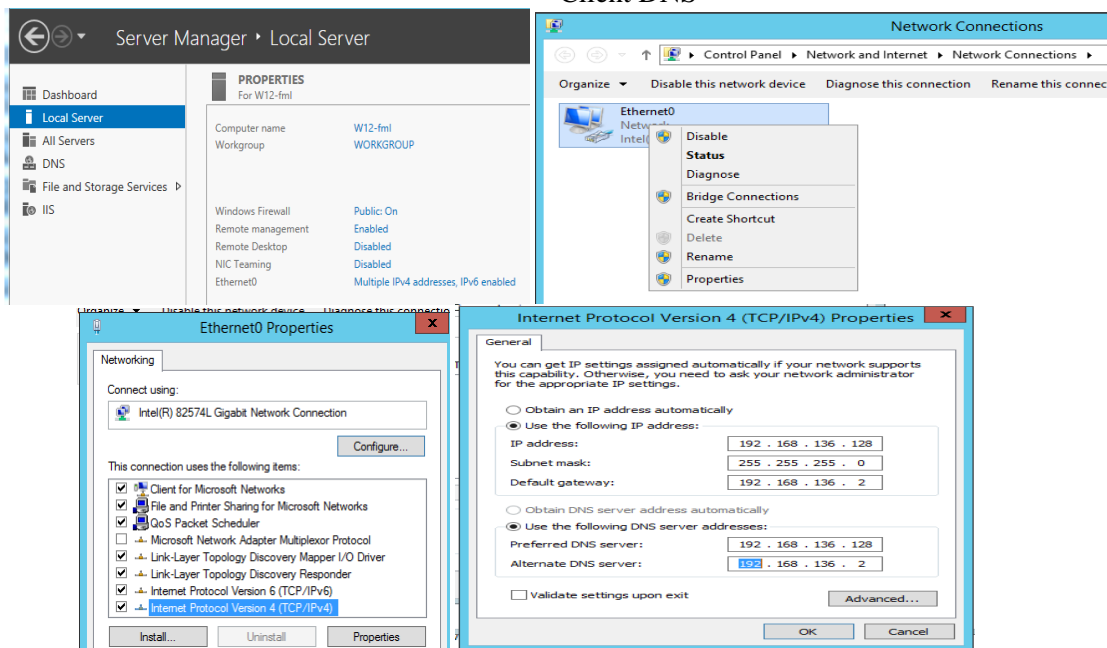 Client DNS
Server Manager ‣ Local Server
Dashboard
Local Server
All Servers
DNS
File and Storage Services
IIS
PROPERTIES
For W12-fml
Computer name W12-fml
Workgroup WORKGROUP
Windows Firewall Public: On
Remote management Enabled
Remote Desktop Disabled
NIC Teaming Disabled
Ethernet0 Multiple IPv4 addresses, IPv6 enabled
Network Connections
Control Panel ‣ Network and Internet ‣ Network Connections ‣
Organize Disable this network device Diagnose this connection Rename this connec
Ethernet0
Network
Intel(
Disable
Status
Diagnose
Bridge Connections
Create Shortcut
Delete
Rename
Properties
Organize Disable this network device Diagnose this connectio
Ethernet0 Properties
Networking
Connect using:
Intel(R) 82574L Gigabit Network Connection
Configure...
This connection uses the following items:
Client for Microsoft Networks
File and Printer Sharing for Microsoft Networks
QoS Packet Scheduler
Microsoft Network Adapter Multiplexor Protocol
Link-Layer Topology Discovery Mapper I/O Driver
Link-Layer Topology Discovery Responder
Internet Protocol Version 6 (TCP/IPv6)
Internet Protocol Version 4 (TCP/IPv4)
Install... Uninstall Properties
Internet Protocol Version 4 (TCP/IPv4) Properties
General
You can get IP settings assigned automatically if your network supports
this capability. Otherwise, you need to ask your network administrator
for the appropriate IP settings.
Obtain an IP address automatically
Use the following IP address:
IP address: 192 . 168 . 136 . 128
Subnet mask: 255 . 255 . 255 . 0
Default gateway: 192 . 168 . 136 . 2
Obtain DNS server address automatically
Use the following DNS server addresses:
Preferred DNS server: 192 . 168 . 136 . 128
Alternate DNS server: 192 . 168 . 136 . 2
Validate settings upon exit
Advanced...
OK Cancel